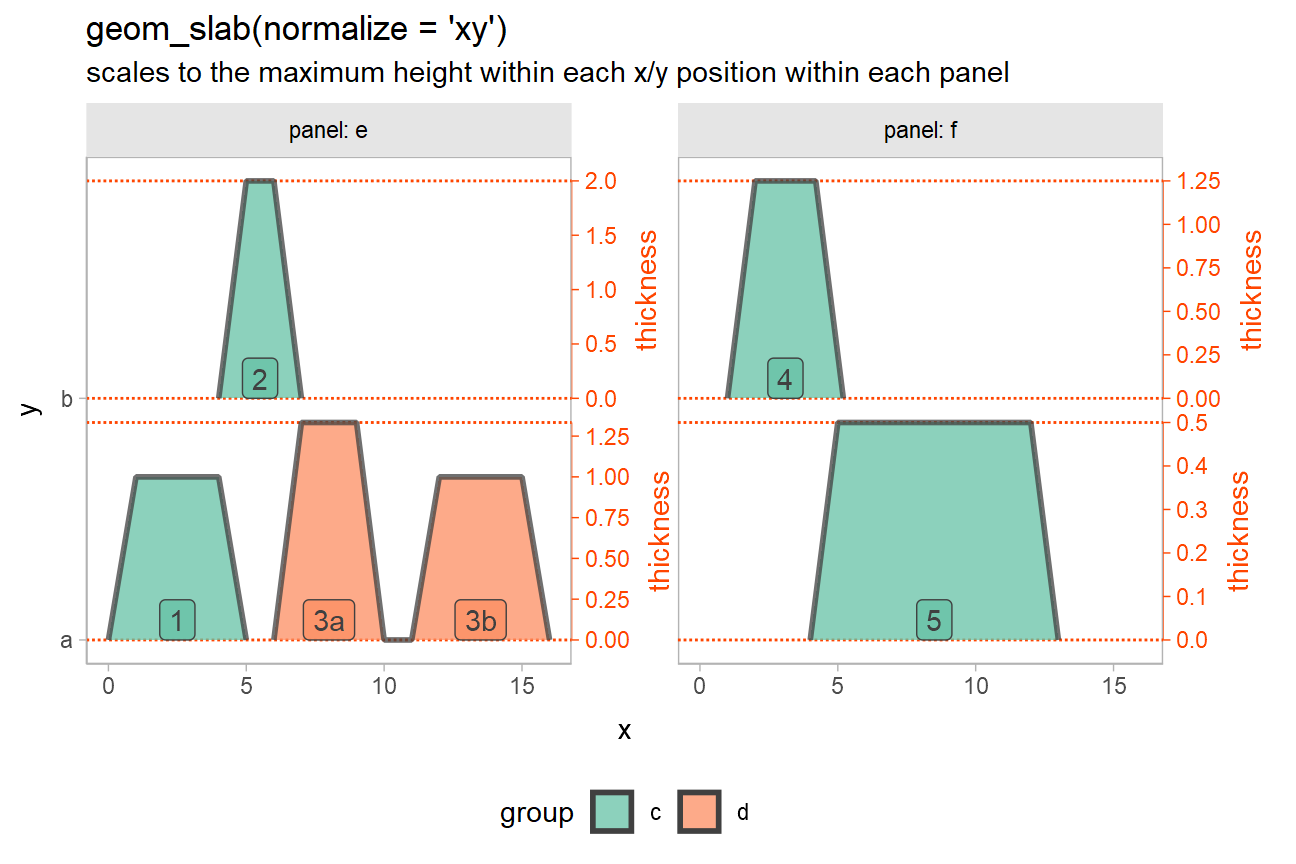 geom_slab(normalize = 'xy')
scales to the maximum height within each x/y position within each panel
panel: e
panel: f
2.0
1.5
1.0
0.5
0.0
thickness
1.25
1.00
0.75
0.50
0.25
0.00
thickness
2
4
y
b
1.25
1.00
0.75
0.50
0.25
0.00
thickness
0.5
0.4
0.3
0.2
0.1
0.0
thickness
1
3a
3b
5
a
0 5 10 15
0 5 10 15
x
group c d